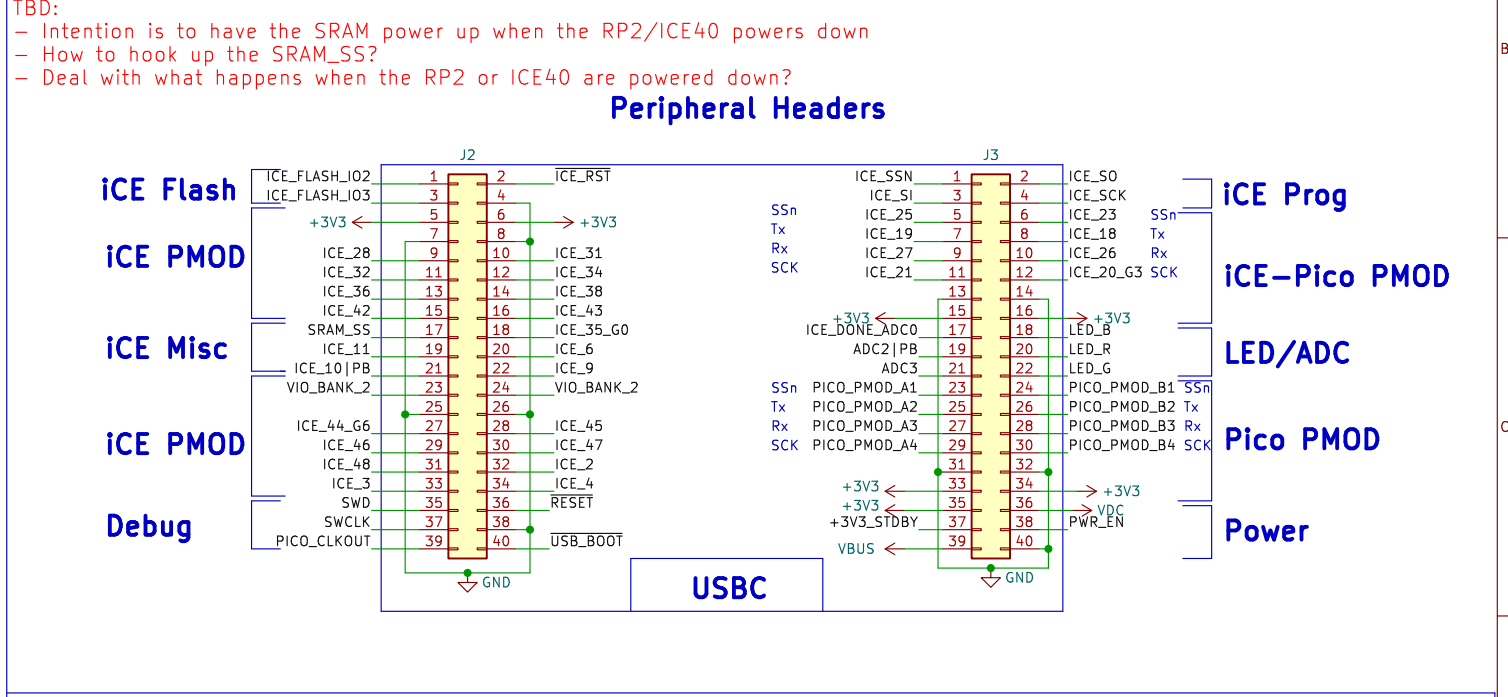 TBD:
- Intention is to have the SRAM power up when the RP2/ICE40 powers down
- How to hook up the SRAM_SS?
- Deal with what happens when the RP2 or ICE40 are powered down?
B
Peripheral Headers
J2
iCE Flash
ICE_FLASH_IO2 1 2 ICE_RST
ICE_FLASH_IO3 3 4
+3V3 5 6 +3V3
iCE PMOD
7 8
ICE_28 9 10 ICE_31
ICE_32 11 12 ICE_34
ICE_36 13 14 ICE_38
ICE_42 15 16 ICE_43
iCE Misc
SRAM_SS 17 18 ICE_35_G0
ICE_11 19 20 ICE_6
ICE_10|PB 21 22 ICE_9
VIO_BANK_2 23 24 VIO_BANK_2
25 26
iCE PMOD
ICE_44_G6 27 28 ICE_45
ICE_46 29 30 ICE_47
ICE_48 31 32 ICE_2
ICE_3 33 34 ICE_4
Debug
SWD 35 36 RESET
SWCLK 37 38
PICO_CLKOUT 39 40 USB_BOOT
GND
J3
ICE_SSN 1 2 ICE_SO
iCE Prog
ICE_SI 3 4 ICE_SCK
SSn ICE_25 5 6 ICE_23 SSn
Tx ICE_19 7 8 ICE_18 Tx
Rx ICE_27 9 10 ICE_26 Rx
SCK ICE_21 11 12 ICE_20_G3 SCK
iCE-Pico PMOD
13 14
+3V3 15 16 +3V3
ICE_DONE_ADC0 17 18 LED_B
ADC2|PB 19 20 LED_R
LED/ADC
ADC3 21 22 LED_G
SSn PICO_PMOD_A1 23 24 PICO_PMOD_B1 SSn
Tx PICO_PMOD_A2 25 26 PICO_PMOD_B2 Tx
Rx PICO_PMOD_A3 27 28 PICO_PMOD_B3 Rx
SCK PICO_PMOD_A4 29 30 PICO_PMOD_B4 SCK
Pico PMOD
31 32
+3V3 33 34 +3V3
+3V3 35 36 VDC
+3V3_STDBY 37 38 PWR_EN
Power
VBUS 39 40
GND
USBC
C